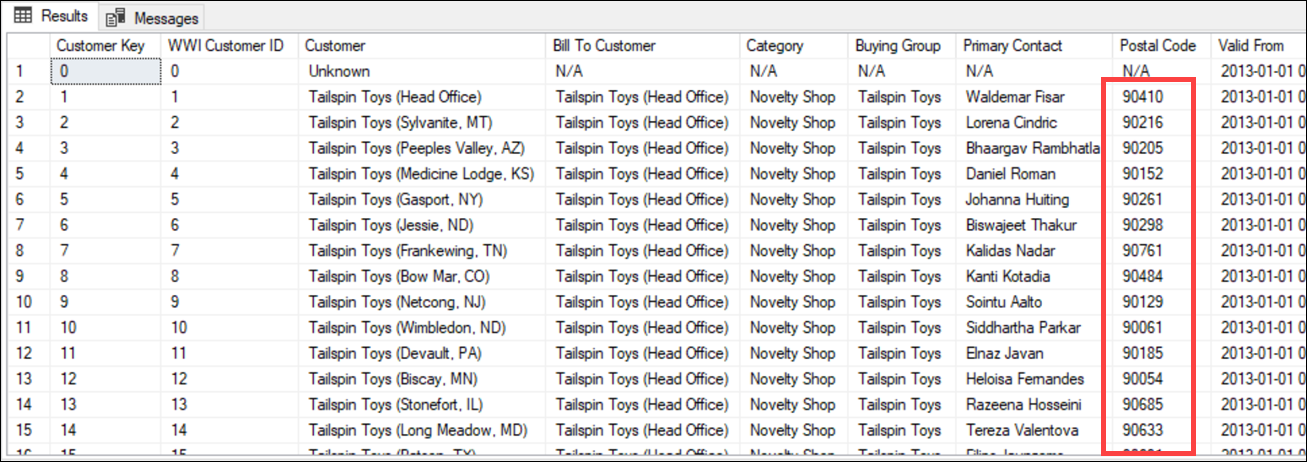 Results Messages
Customer Key WWI Customer ID Customer Bill To Customer Category Buying Group Primary Contact Postal Code Valid From
1 0 0 Unknown N/A N/A N/A N/A N/A 2013-01-01 0
2 1 1 Tailspin Toys (Head Office) Tailspin Toys (Head Office) Novelty Shop Tailspin Toys Waldemar Fisar 90410 2013-01-01 0
3 2 2 Tailspin Toys (Sylvanite, MT) Tailspin Toys (Head Office) Novelty Shop Tailspin Toys Lorena Cindric 90216 2013-01-01 0
4 3 3 Tailspin Toys (Peeples Valley, AZ) Tailspin Toys (Head Office) Novelty Shop Tailspin Toys Bhaargav Rambhatla 90205 2013-01-01 0
5 4 4 Tailspin Toys (Medicine Lodge, KS) Tailspin Toys (Head Office) Novelty Shop Tailspin Toys Daniel Roman 90152 2013-01-01 0
6 5 5 Tailspin Toys (Gasport, NY) Tailspin Toys (Head Office) Novelty Shop Tailspin Toys Johanna Huiting 90261 2013-01-01 0
7 6 6 Tailspin Toys (Jessie, ND) Tailspin Toys (Head Office) Novelty Shop Tailspin Toys Biswajeet Thakur 90298 2013-01-01 0
8 7 7 Tailspin Toys (Frankewing, TN) Tailspin Toys (Head Office) Novelty Shop Tailspin Toys Kalidas Nadar 90761 2013-01-01 0
9 8 8 Tailspin Toys (Bow Mar, CO) Tailspin Toys (Head Office) Novelty Shop Tailspin Toys Kanti Kotadia 90484 2013-01-01 0
10 9 9 Tailspin Toys (Netcong, NJ) Tailspin Toys (Head Office) Novelty Shop Tailspin Toys Sointu Aalto 90129 2013-01-01 0
11 10 10 Tailspin Toys (Wimbledon, ND) Tailspin Toys (Head Office) Novelty Shop Tailspin Toys Siddhartha Parkar 90061 2013-01-01 0
12 11 11 Tailspin Toys (Devault, PA) Tailspin Toys (Head Office) Novelty Shop Tailspin Toys Elnaz Javan 90185 2013-01-01 0
13 12 12 Tailspin Toys (Biscay, MN) Tailspin Toys (Head Office) Novelty Shop Tailspin Toys Heloisa Fernandes 90054 2013-01-01 0
14 13 13 Tailspin Toys (Stonefort, IL) Tailspin Toys (Head Office) Novelty Shop Tailspin Toys Razeena Hosseini 90685 2013-01-01 0
15 14 14 Tailspin Toys (Long Meadow, MD) Tailspin Toys (Head Office) Novelty Shop Tailspin Toys Tereza Valentova 90633 2013-01-01 0